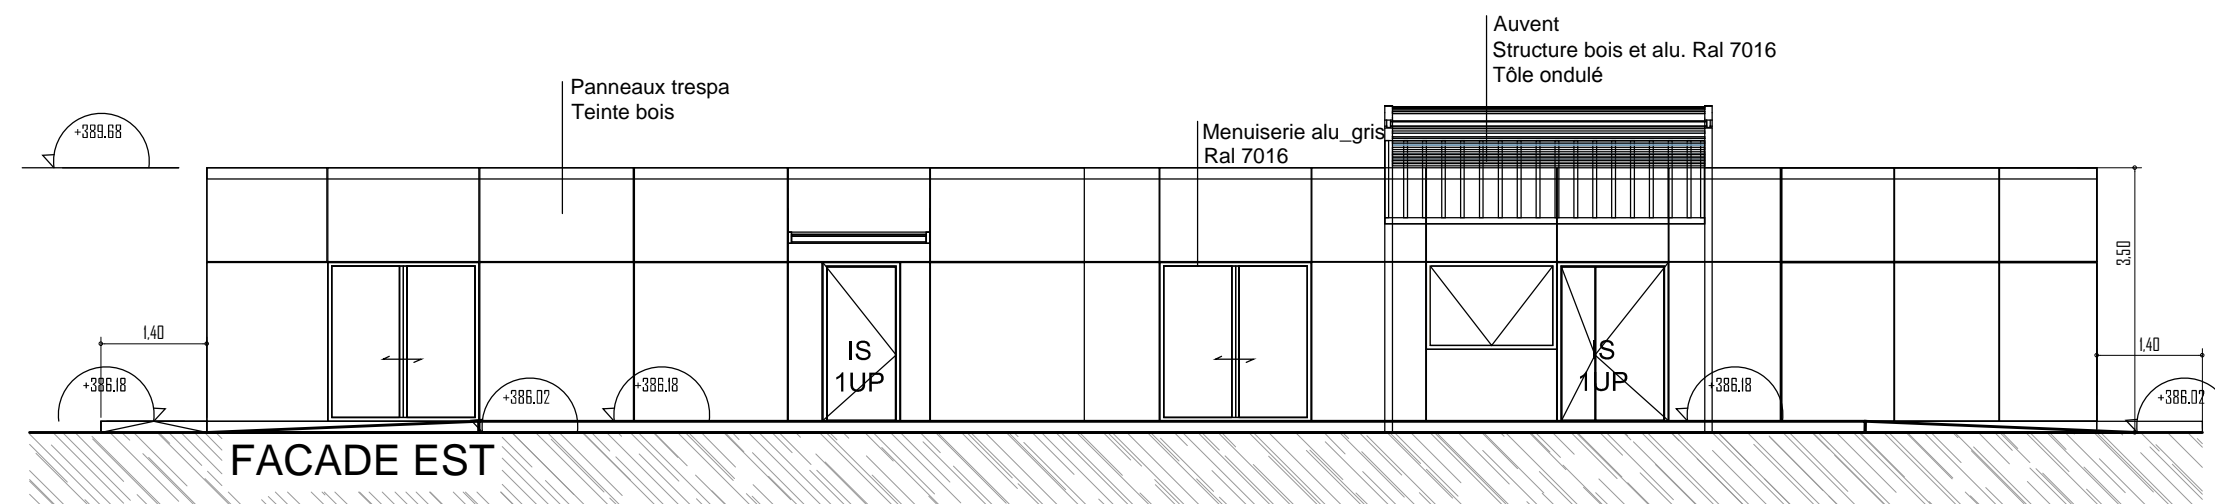 Auvent
Structure bois et alu. Ral 7016
Tôle ondulé
Panneaux trespa
Teinte bois
Menuiserie alu_gris
Ral 7016
+389.68
3.50
1,40
1,40
IS
1UP
IS
1UP
+386.18
+386.02
+386.18
+386.18
+386.02
FACADE EST